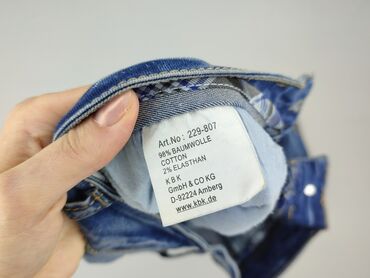 Art.No : 229-807
98% BAUMWOLLE
COTTON
2% ELASTHAN
K B K
GmbH & CO KG
D-92224 Amberg
www.kbk.de